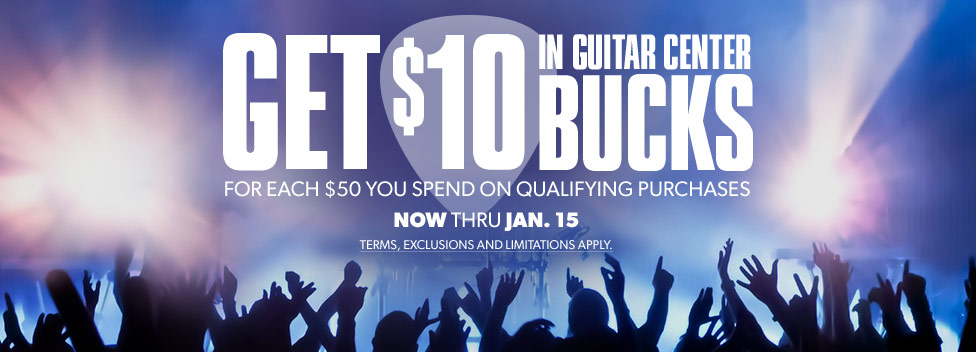 GET $10 IN GUITAR CENTER
BUCKS
FOR EACH $50 YOU SPEND ON QUALIFYING PURCHASES
NOW THRU JAN. 15
TERMS, EXCLUSIONS AND LIMITATIONS APPLY.